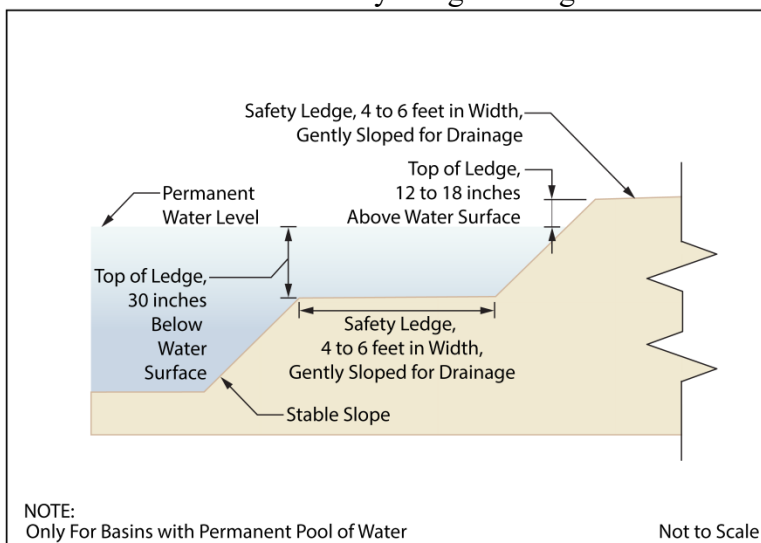 Safety Ledge, 4 to 6 feet in Width,
Gently Sloped for Drainage
Top of Ledge,
12 to 18 inches
Above Water Surface
Permanent
Water Level
Top of Ledge,
30 inches
Below
Water
Surface
Safety Ledge,
4 to 6 feet in Width,
Gently Sloped for Drainage
Stable Slope
NOTE:
Only For Basins with Permanent Pool of Water
Not to Scale